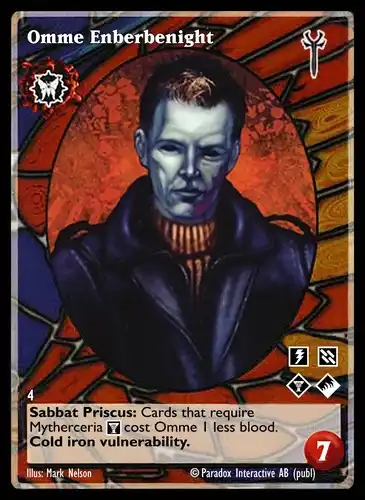 Omme Enberbenight
4
Sabbat Priscus: Cards that require
Mytherceria cost Omme 1 less blood.
Cold iron vulnerability.
7
Illus: Mark Nelson © Paradox Interactive AB (publ)